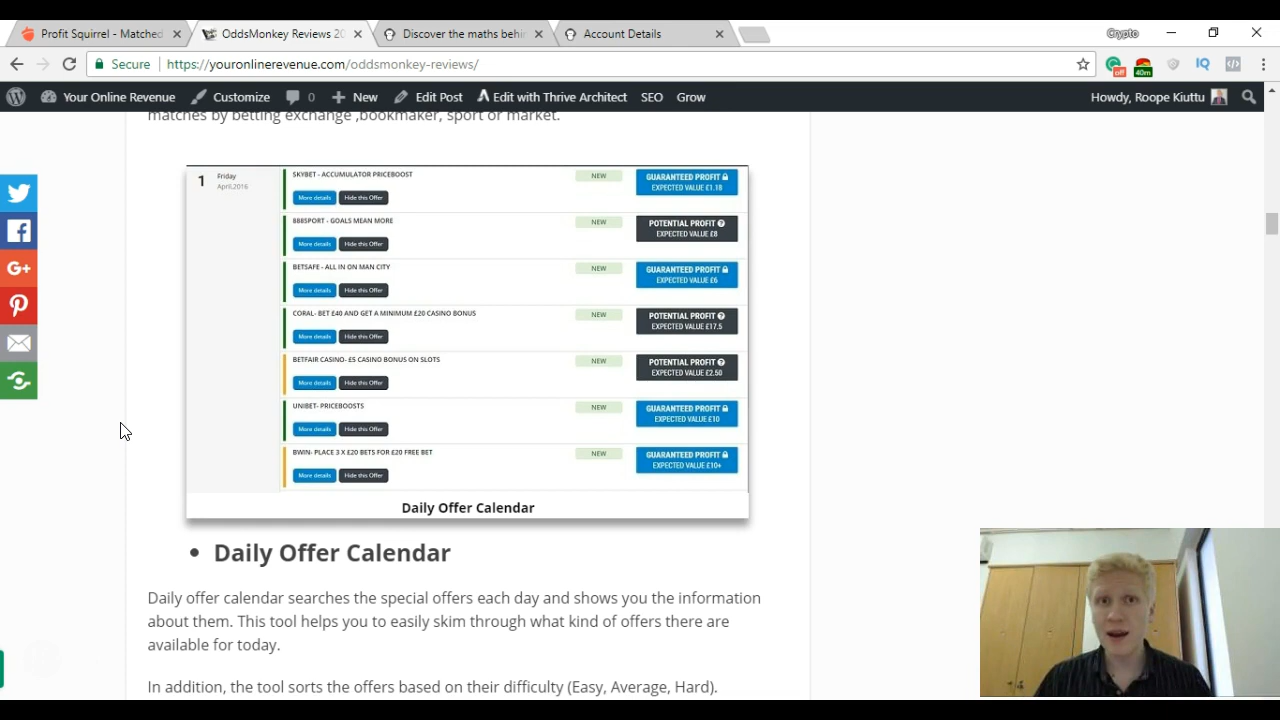 Profit Squirrel - Matched
OddsMonkey Reviews 20
Discover the maths behi
Account Details
Crypto
Secure
https://youronlinerevenue.com/oddsmonkey-reviews/
off
40m
IQ
Your Online Revenue
Customize
0
New
Edit Post
Edit with Thrive Architect
SEO
Grow
Howdy, Roope Kiuttu
matches by betting exchange ,bookmaker, sport or market.
1
Friday
April,2016
SKYBET - ACCUMULATOR PRICEBOOST
More details
Hide this Offer
NEW
GUARANTEED PROFIT
EXPECTED VALUE £1.18
888SPORT - GOALS MEAN MORE
More details
Hide this Offer
NEW
POTENTIAL PROFIT
EXPECTED VALUE £8
BETSAFE - ALL IN ON MAN CITY
More details
Hide this Offer
NEW
GUARANTEED PROFIT
EXPECTED VALUE £6
CORAL- BET £40 AND GET A MINIMUM £20 CASINO BONUS
More details
Hide this Offer
NEW
POTENTIAL PROFIT
EXPECTED VALUE £17.5
BETFAIR CASINO- £5 CASINO BONUS ON SLOTS
More details
Hide this Offer
NEW
POTENTIAL PROFIT
EXPECTED VALUE £2.50
UNIBET- PRICEBOOSTS
More details
Hide this Offer
NEW
GUARANTEED PROFIT
EXPECTED VALUE £10
BWIN- PLACE 3 X £20 BETS FOR £20 FREE BET
More details
Hide this Offer
NEW
GUARANTEED PROFIT
EXPECTED VALUE £10+
Daily Offer Calendar
• Daily Offer Calendar
Daily offer calendar searches the special offers each day and shows you the information
about them. This tool helps you to easily skim through what kind of offers there are
available for today.
In addition, the tool sorts the offers based on their difficulty (Easy, Average, Hard).